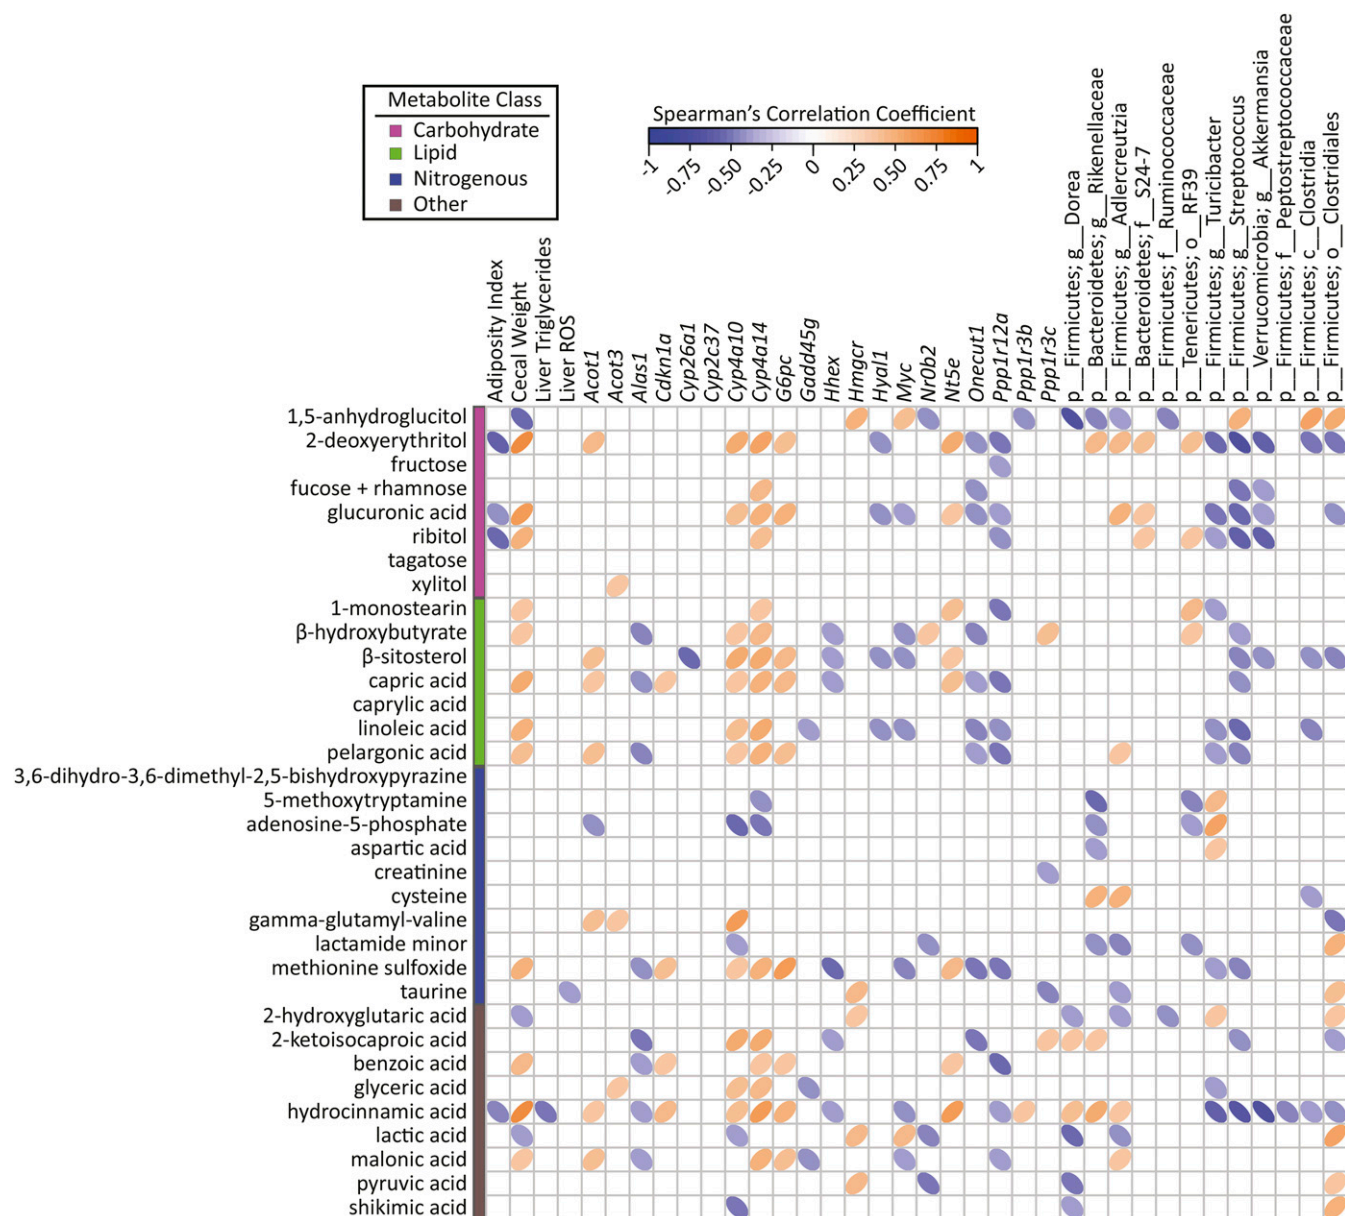 Metabolite Class
Carbohydrate
Lipid
Nitrogenous
Other
Spearman's Correlation Coefficient
-1
-0.75
-0.50
-0.25
0
0.25
0.50
0.75
1
Adiposity Index
Cecal Weight
Liver Triglycerides
Liver ROS
Acot1
Acot3
Alas1
Cdkn1a
Cyp26a1
Cyp2c37
Cyp4a10
Cyp4a14
G6pc
Gadd45g
Hhex
Hmgcr
Hyal1
Myc
Nr0b2
Nt5e
Onecut1
Ppp1r12a
Ppp1r3b
Ppp1r3c
p__Firmicutes; g__Dorea
p__Bacteroidetes; g__Rikenellaceae
p__Firmicutes; g__Adlercreutzia
p__Bacteroidetes; f__S24-7
p__Firmicutes; f__Ruminococcaceae
p__Tenericutes; o__RF39
p__Firmicutes; g__Turicibacter
p__Firmicutes; g__Streptococcus
p__Verrucomicrobia; g__Akkermansia
p__Firmicutes; f__Peptostreptococcaceae
p__Firmicutes; c__Clostridia
p__Firmicutes; o__Clostridiales
1,5-anhydroglucitol
2-deoxyerythritol
fructose
fucose + rhamnose
glucuronic acid
ribitol
tagatose
xylitol
1-monostearin
β-hydroxybutyrate
β-sitosterol
capric acid
caprylic acid
linoleic acid
pelargonic acid
3,6-dihydro-3,6-dimethyl-2,5-bishydroxypyrazine
5-methoxytryptamine
adenosine-5-phosphate
aspartic acid
creatinine
cysteine
gamma-glutamyl-valine
lactamide minor
methionine sulfoxide
taurine
2-hydroxyglutaric acid
2-ketoisocaproic acid
benzoic acid
glyceric acid
hydrocinnamic acid
lactic acid
malonic acid
pyruvic acid
shikimic acid